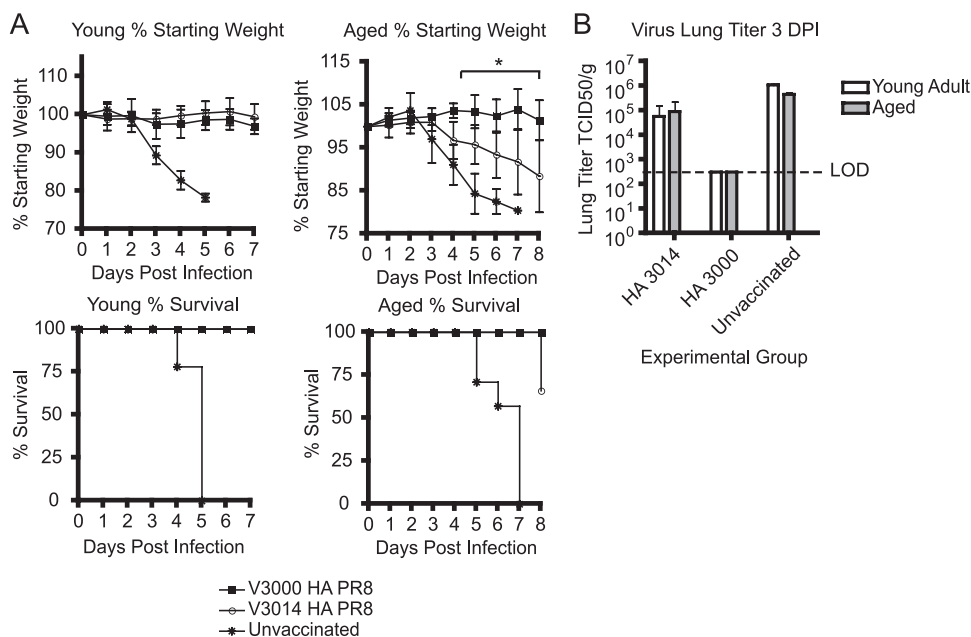 A
Young % Starting Weight
% Starting Weight
110
100
90
80
70
0 1 2 3 4 5 6 7
Days Post Infection
Aged % Starting Weight
% Starting Weight
115
105
95
85
75
*
0 1 2 3 4 5 6 7 8
Days Post Infection
Young % Survival
% Survival
100
75
50
25
0
0 1 2 3 4 5 6 7
Days Post Infection
Aged % Survival
% Survival
100
75
50
25
0
0 1 2 3 4 5 6 7 8
Days Post Infection
V3000 HA PR8
V3014 HA PR8
Unvaccinated
B
Virus Lung Titer 3 DPI
Lung Titer TCID50/g
10⁷
10⁶
10⁵
10⁴
10³
10²
10¹
10⁰
Young Adult
Aged
LOD
HA 3014
HA 3000
Unvaccinated
Experimental Group